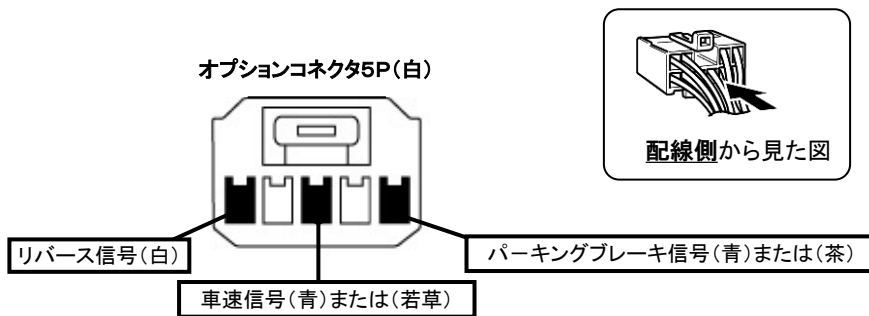 オプションコネクタ5P(白)
配線側から見た図
リバース信号(白)
パーキングブレーキ信号(青)または(茶)
車速信号(青)または(若草)